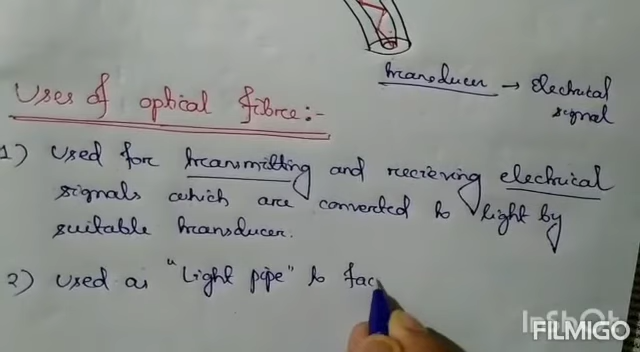 transducer → Electrical
signal
Uses of optical fibre:-
1) Used for transmitting and recieving electrical
signals which are converted to light by
suitable transducer.
2) Used as "Light pipe" to fac
InShot
FILMIGO